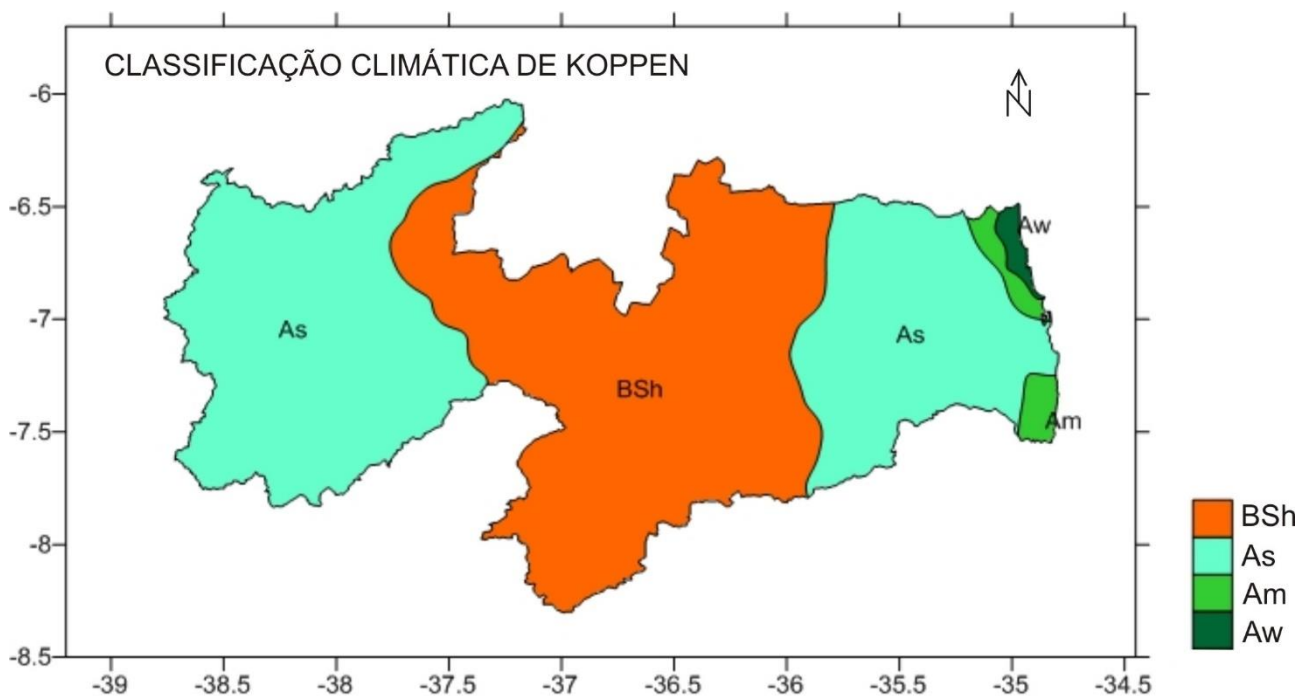 CLASSIFICAÇÃO CLIMÁTICA DE KOPPEN
N
-6
-6.5
-7
-7.5
-8
-8.5
Aw
As
As
BSh
Am
BSh
As
Am
Aw
-39
-38.5
-38
-37.5
-37
-36.5
-36
-35.5
-35
-34.5